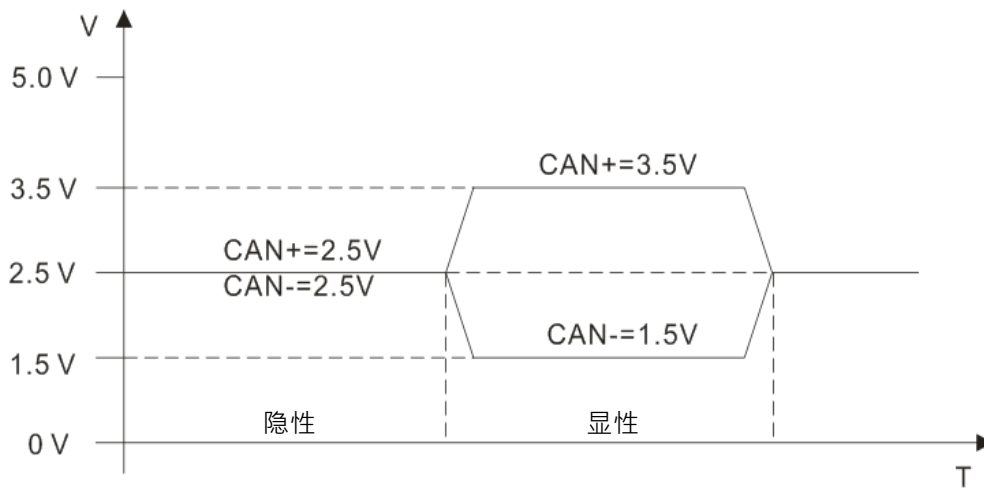 V
5.0 V
CAN+=3.5V
3.5 V
CAN+=2.5V
2.5 V
CAN-=2.5V
CAN-=1.5V
1.5 V
隐性 显性
0 V
T